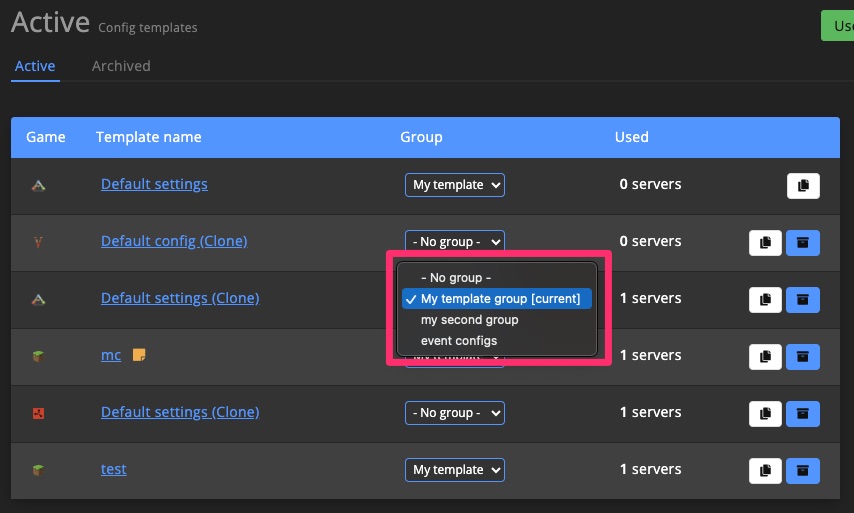 Active Config templates
Use
Active Archived
Game Template name Group Used
Default settings My template 0 servers
Default config (Clone) - No group - 0 servers
- No group -
Default settings (Clone) ✓ My template group [current] 1 servers
my second group
event configs
mc My template 1 servers
Default settings (Clone) - No group - 1 servers
test My template 1 servers